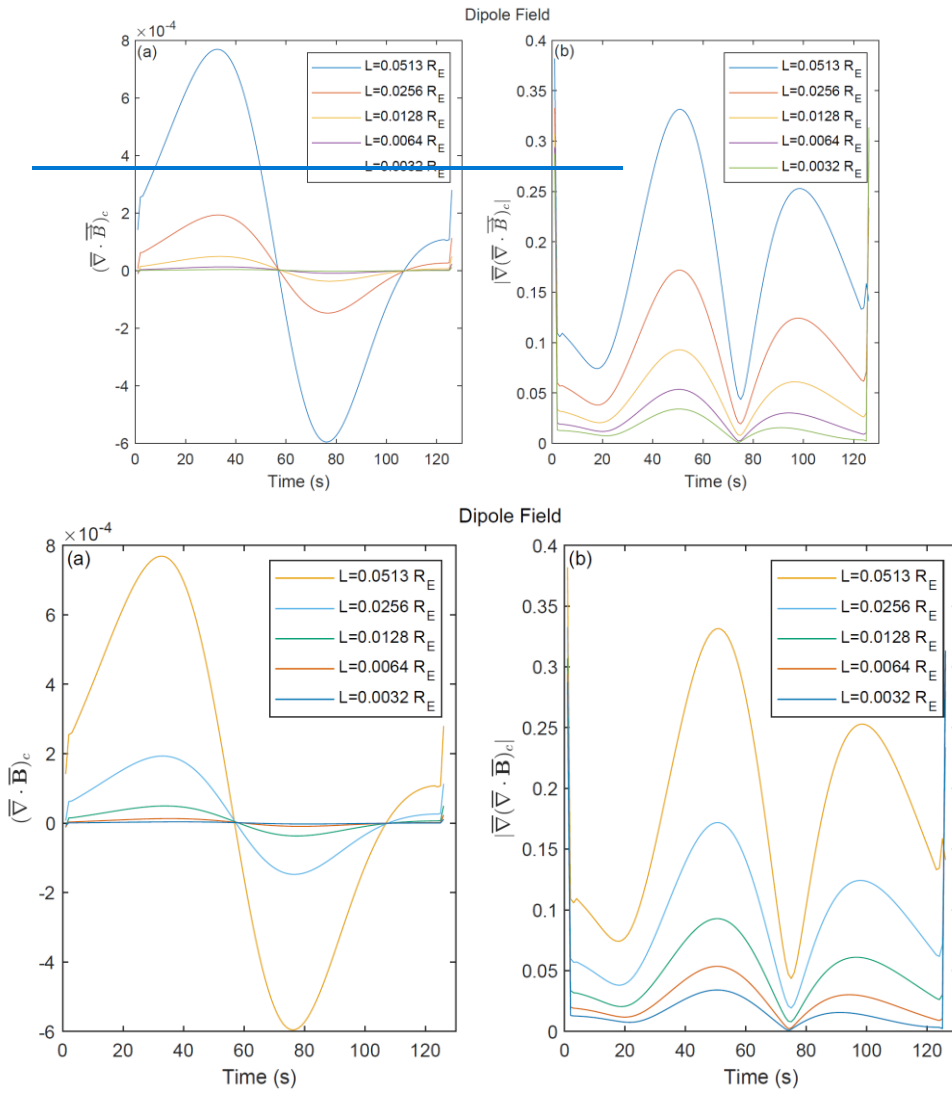 Dipole Field
×10⁻⁴
(a)
8
6
4
2
0
-2
-4
-6
L=0.0513 R_E
L=0.0256 R_E
L=0.0128 R_E
L=0.0064 R_E
L=0.0032 R_E
(∇̅ · B̅⃗)_c
0 20 40 60 80 100 120
Time (s)
(b)
0.4
0.35
0.3
0.25
0.2
0.15
0.1
0.05
0
L=0.0513 R_E
L=0.0256 R_E
L=0.0128 R_E
L=0.0064 R_E
L=0.0032 R_E
|∇̅(∇̅ · B̅⃗)_c|
0 20 40 60 80 100 120
Time (s)
Dipole Field
×10⁻⁴
(a)
8
6
4
2
0
-2
-4
-6
L=0.0513 R_E
L=0.0256 R_E
L=0.0128 R_E
L=0.0064 R_E
L=0.0032 R_E
(∇̅ · B̅)_c
0 20 40 60 80 100 120
Time (s)
(b)
0.4
0.35
0.3
0.25
0.2
0.15
0.1
0.05
0
L=0.0513 R_E
L=0.0256 R_E
L=0.0128 R_E
L=0.0064 R_E
L=0.0032 R_E
|∇̅(∇̅ · B̅)_c|
0 20 40 60 80 100 120
Time (s)